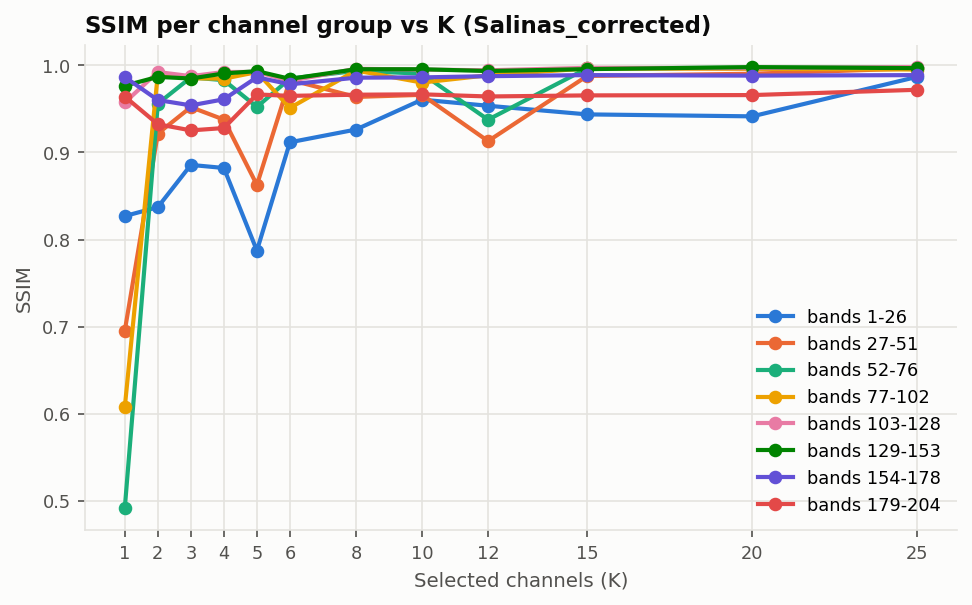 SSIM per channel group vs K (Salinas_corrected)
1.0
0.9
0.8
0.7
0.6
0.5
SSIM
bands 1-26
bands 27-51
bands 52-76
bands 77-102
bands 103-128
bands 129-153
bands 154-178
bands 179-204
1 2 3 4 5 6 8 10 12 15 20 25
Selected channels (K)